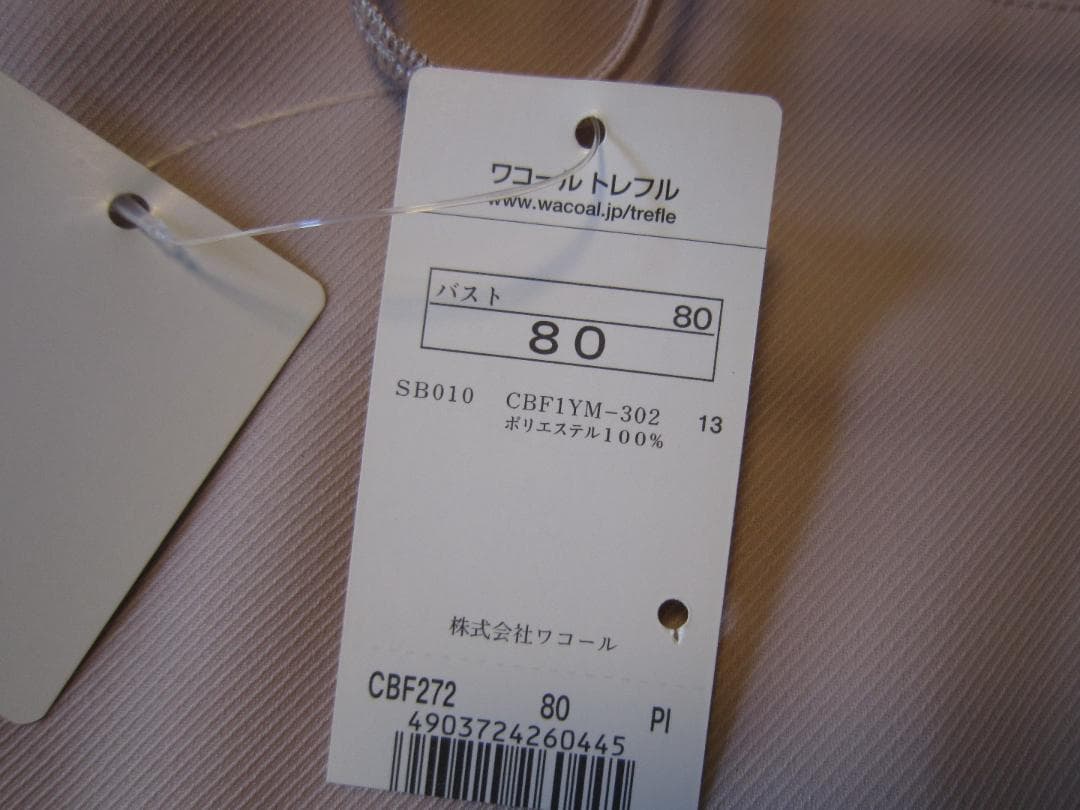 ワコール トレフル
www.wacoal.jp/trefle
バスト 80
80
SB010 CBF1YM-302 13
ポリエステル100%
株式会社ワコール
CBF272 80 PI
4903724260445